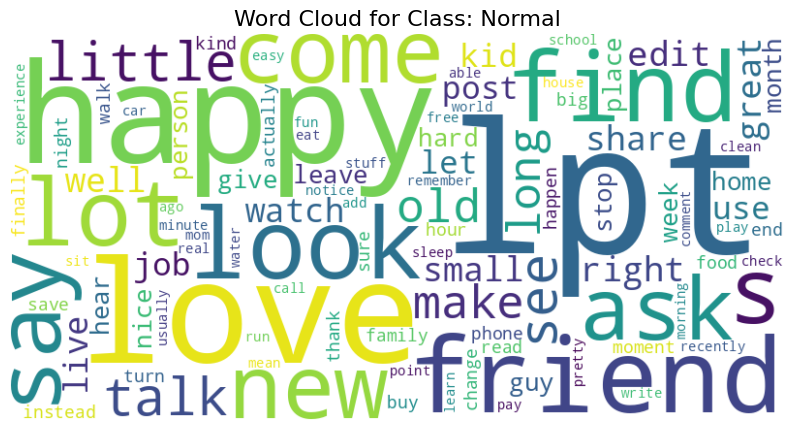 Word Cloud for Class: Normal
experience
little
kind
come
easy
kid
able
school
find
edit
place
great
month
happy
walk
car
night
person
fun
eat
actually
post
world
free
house
big
hard
share
clean
lpt
finally
lot
well
ago
minute
mom
real
give
leave
stuff
notice
add
watch
let
remember
old
hour
long
happen
stop
week
comment
home
use
play
end
say
sit
save
live
hear
love
nice
job
usually
look
water
sure
sleep
call
small
make
see
right
food
check
ask
s
morning
run
mean
thank
family
phone
read
point
friend
moment
recently
pretty
instead
turn
talk
new
buy
learn
change
pay
guy
write